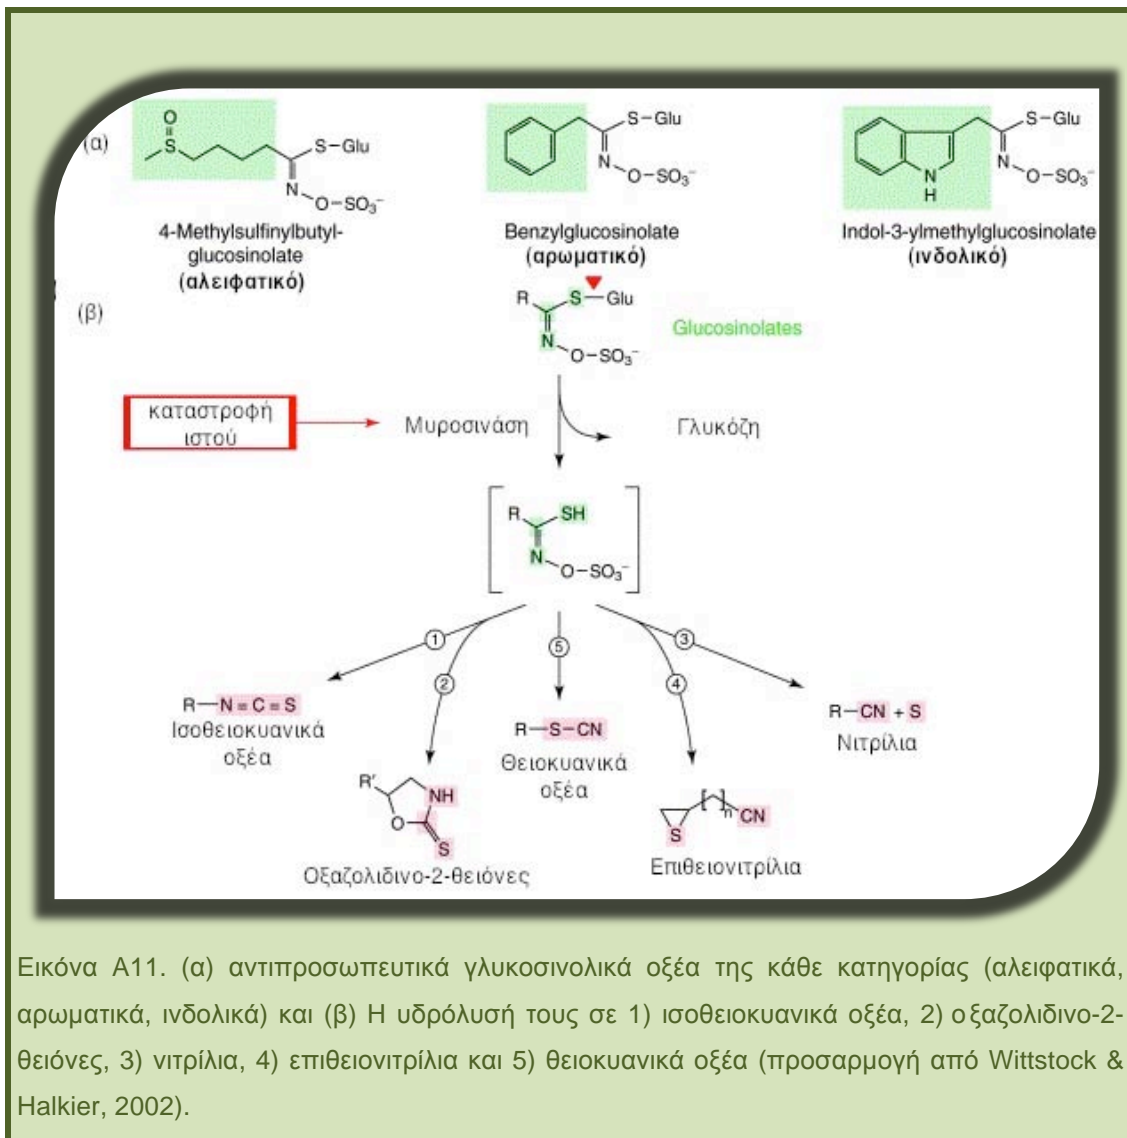 (α)
O
S
S–Glu
N
O–SO₃⁻
4-Methylsulfinylbutyl-
glucosinolate
(αλειφατικό)
S–Glu
N
O–SO₃⁻
Benzylglucosinolate
(αρωματικό)
S–Glu
N
O–SO₃⁻
N
H
Indol-3-ylmethylglucosinolate
(ινδολικό)
(β)
R
S–Glu
N
O–SO₃⁻
Glucosinolates
καταστροφή
ιστού
Μυροσινάση
Γλυκόζη
R
SH
N
O–SO₃⁻
1
2
5
4
3
R–N=C=S
Ισοθειοκυανικά
οξέα
R'
NH
O
S
Οξαζολιδινο-2-θειόνες
R–S–CN
Θειοκυανικά
οξέα
n
CN
S
Επιθειονιτρίλια
R–CN + S
Νιτρίλια
Εικόνα Α11. (α) αντιπροσωπευτικά γλυκοσινολικά οξέα της κάθε κατηγορίας (αλειφατικά,
αρωματικά, ινδολικά) και (β) Η υδρόλυσή τους σε 1) ισοθειοκυανικά οξέα, 2) οξαζολιδινο-2-
θειόνες, 3) νιτρίλια, 4) επιθειονιτρίλια και 5) θειοκυανικά οξέα (προσαρμογή από Wittstock &
Halkier, 2002).